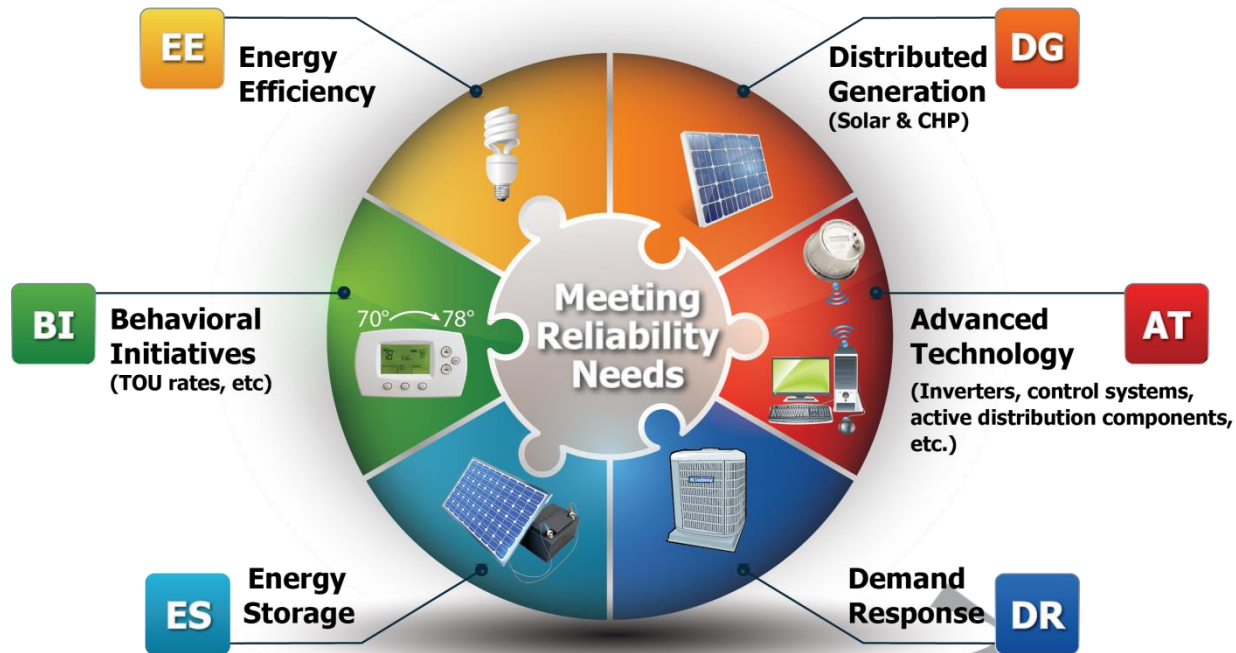 EE
Energy
Efficiency
DG
Distributed
Generation
(Solar & CHP)
BI
Behavioral
Initiatives
(TOU rates, etc)
70° 78°
Meeting
Reliability
Needs
AT
Advanced
Technology
(Inverters, control systems,
active distribution components,
etc.)
ES
Energy
Storage
DR
Demand
Response